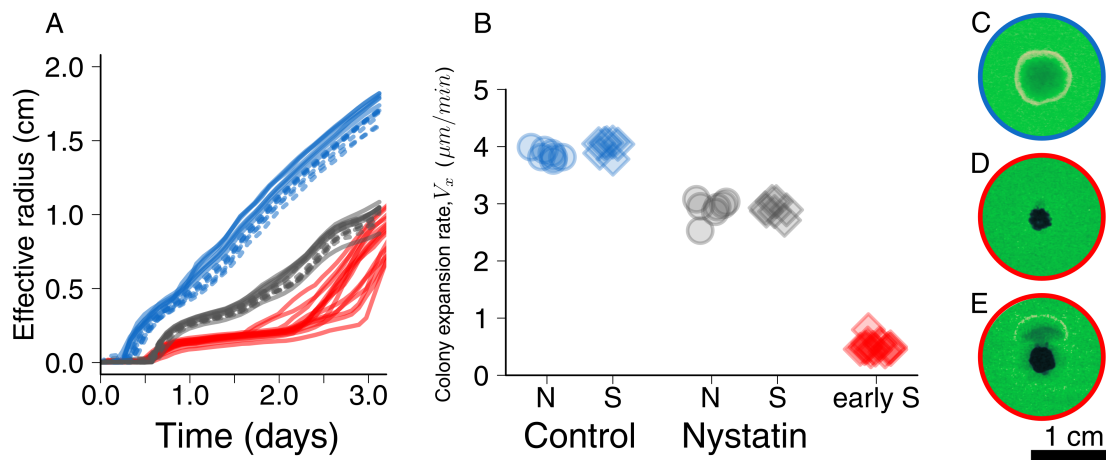 A
B
C
D
E
Effective radius (cm)
2.0
1.5
1.0
0.5
0.0
0.0
1.0
2.0
3.0
Time (days)
Colony expansion rate, Vₓ (μm/min)
5
4
3
2
1
0
N
S
N
S
early S
Control
Nystatin
1 cm